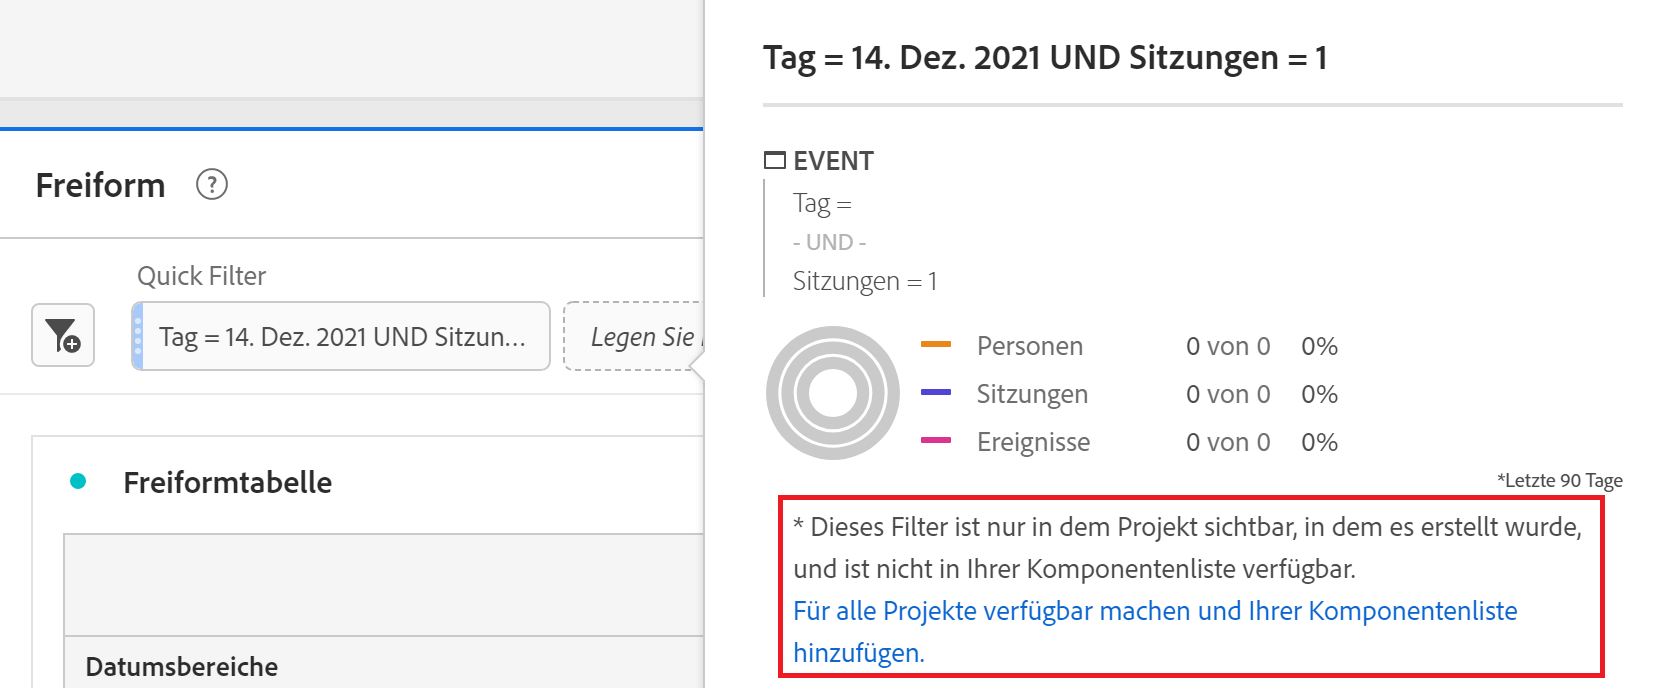 Freiform ?
Quick Filter
Tag = 14. Dez. 2021 UND Sitzun...
Legen Sie
Freiformtabelle
Datumsbereiche
Tag = 14. Dez. 2021 UND Sitzungen = 1
EVENT
Tag =
- UND -
Sitzungen = 1
Personen 0 von 0 0%
Sitzungen 0 von 0 0%
Ereignisse 0 von 0 0%
*Letzte 90 Tage
* Dieses Filter ist nur in dem Projekt sichtbar, in dem es erstellt wurde,
und ist nicht in Ihrer Komponentenliste verfügbar.
Für alle Projekte verfügbar machen und Ihrer Komponentenliste
hinzufügen.